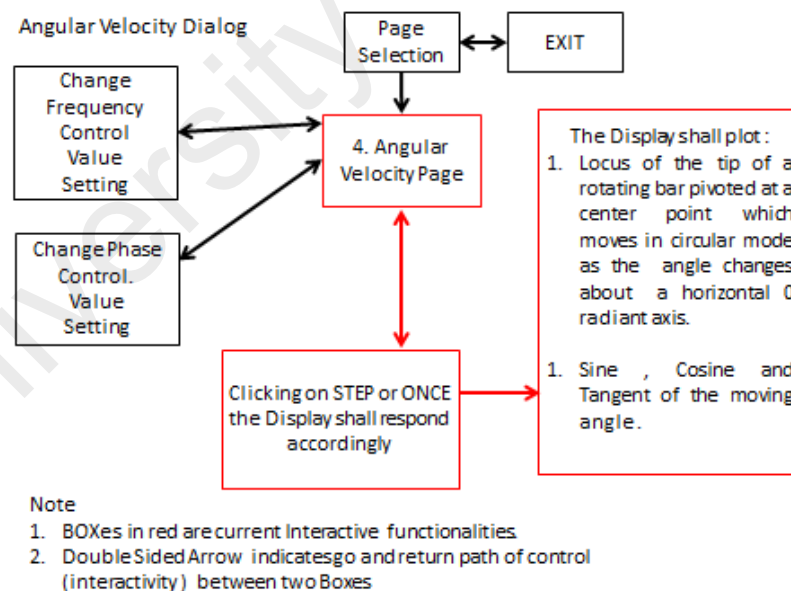 Angular Velocity Dialog
Page
Selection
EXIT
Change
Frequency
Control
Value
Setting
4. Angular
Velocity Page
Change Phase
Control.
Value
Setting
Clicking on STEP or ONCE
the Display shall respond
accordingly
The Display shall plot :
1. Locus of the tip of a
rotating bar pivoted at a
center point which
moves in circular mode
as the angle changes
about a horizontal 0
radiant axis.
1. Sine , Cosine and
Tangent of the moving
angle.
Note
1. BOXes in red are current Interactive functionalities.
2. Double Sided Arrow indicates go and return path of control
(interactivity) between two Boxes